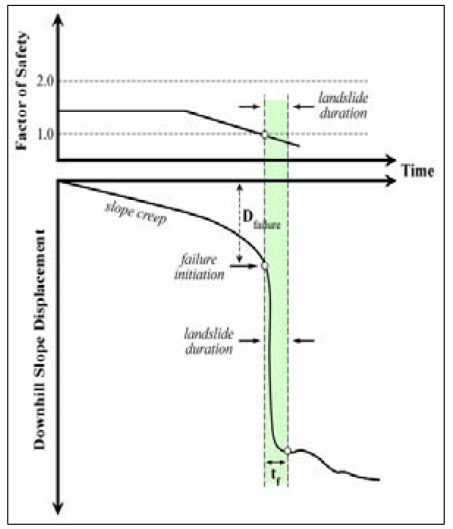 Factor of Safety
2.0
1.0
landslide
duration
Time
Downhill Slope Displacement
slope creep
D failure
failure
initiation
landslide
duration
tf